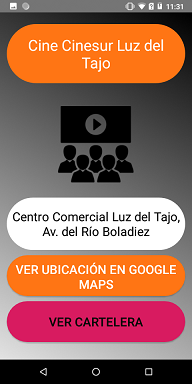 11:31
Cine Cinesur Luz del
Tajo
Centro Comercial Luz del Tajo,
Av. del Río Boladiez
VER UBICACIÓN EN GOOGLE
MAPS
VER CARTELERA